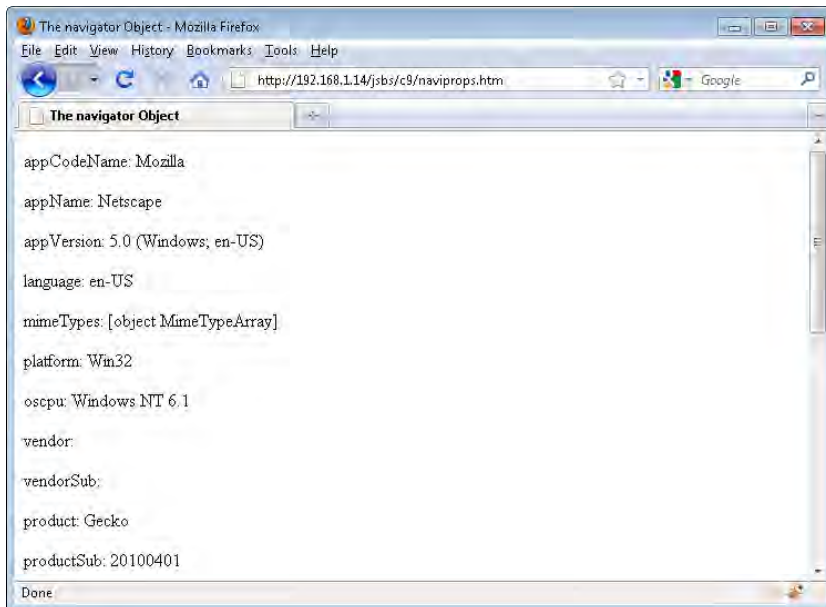 The navigator Object - Mozilla Firefox
File Edit View History Bookmarks Tools Help
http://192.168.1.14/jsbs/c9/naviprops.htm
Google
The navigator Object
appCodeName: Mozilla
appName: Netscape
appVersion: 5.0 (Windows; en-US)
language: en-US
mimeTypes: [object MimeTypeArray]
platform: Win32
oscpu: Windows NT 6.1
vendor:
vendorSub:
product: Gecko
productSub: 20100401
Done